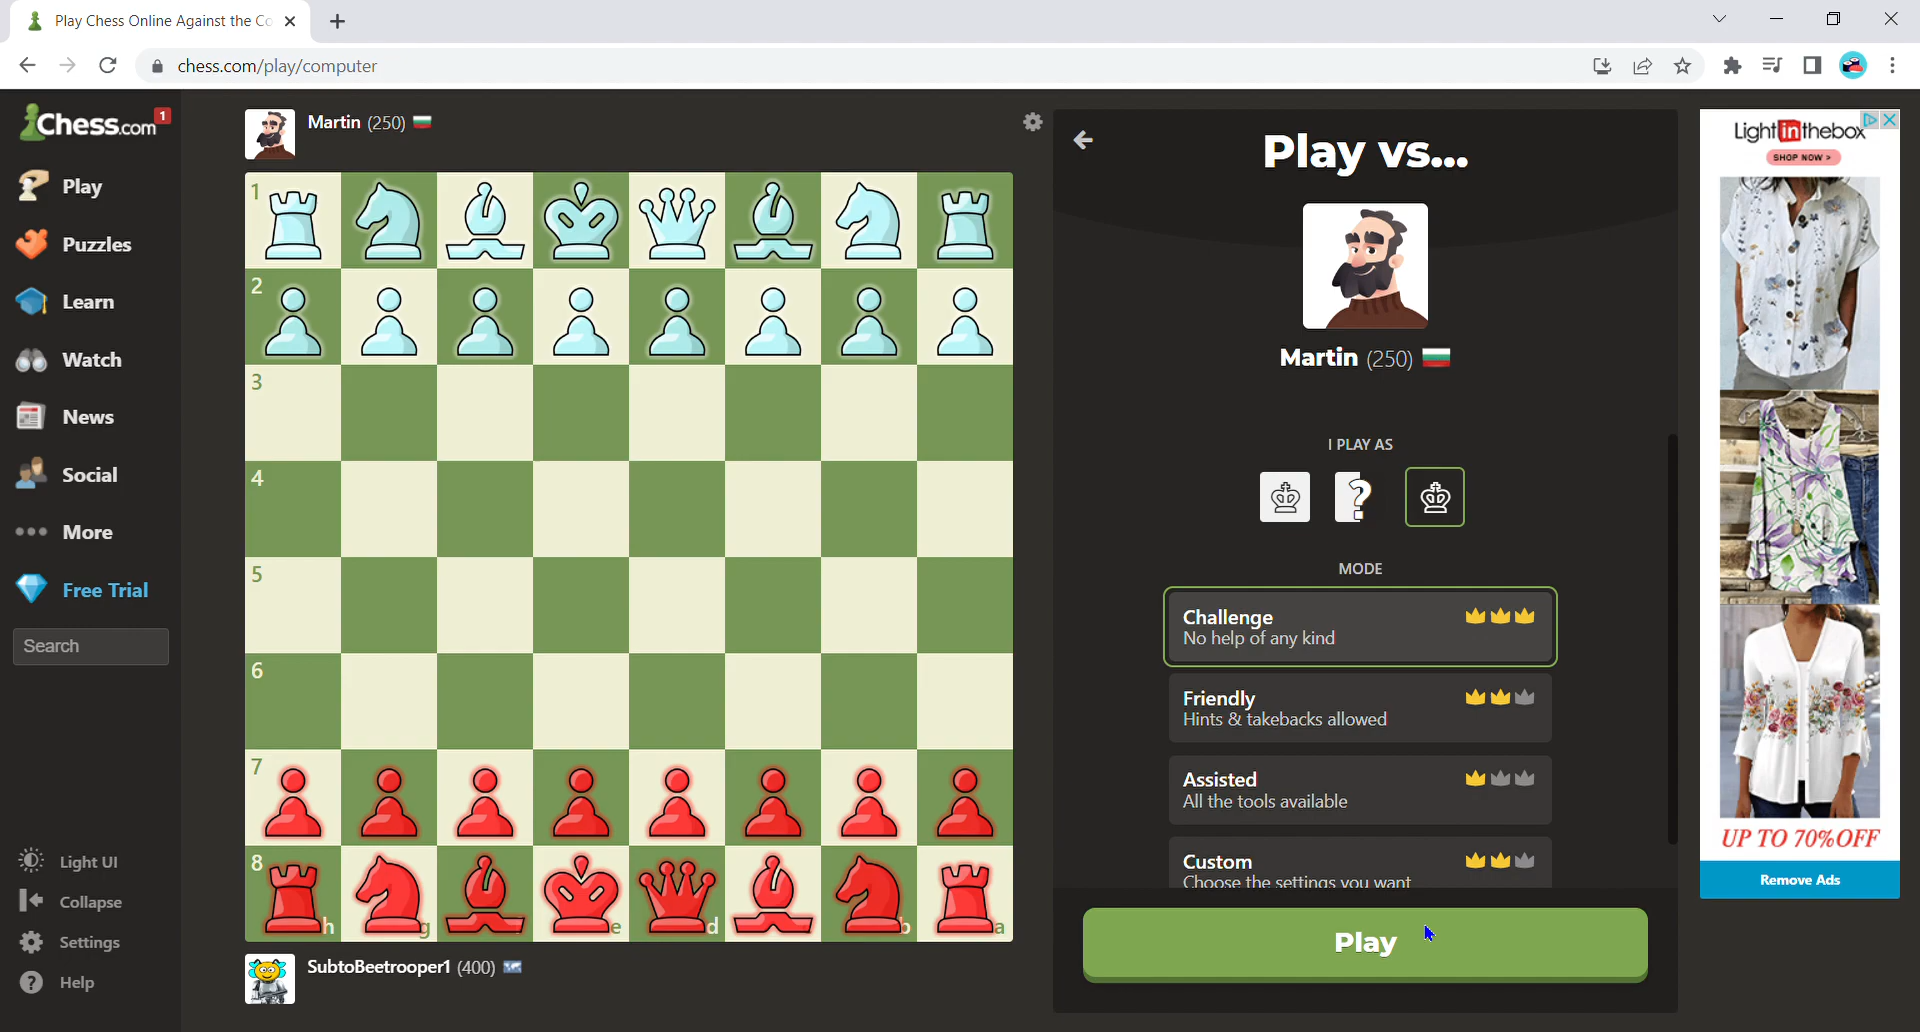 Play Chess Online Against the Co
chess.com/play/computer
Chess.com
1
Play
Puzzles
Learn
Watch
News
Social
More
Free Trial
Search
Light UI
Collapse
Settings
Help
Martin (250)
1
2
3
4
5
6
7
8
h
g
e
d
b
a
SubtoBeetrooper1 (400)
Play vs...
Martin (250)
I PLAY AS
?
MODE
Challenge
No help of any kind
Friendly
Hints & takebacks allowed
Assisted
All the tools available
Custom
Choose the settings you want
Play
Lightinthebox
SHOP NOW >
UP TO 70%OFF
Remove Ads